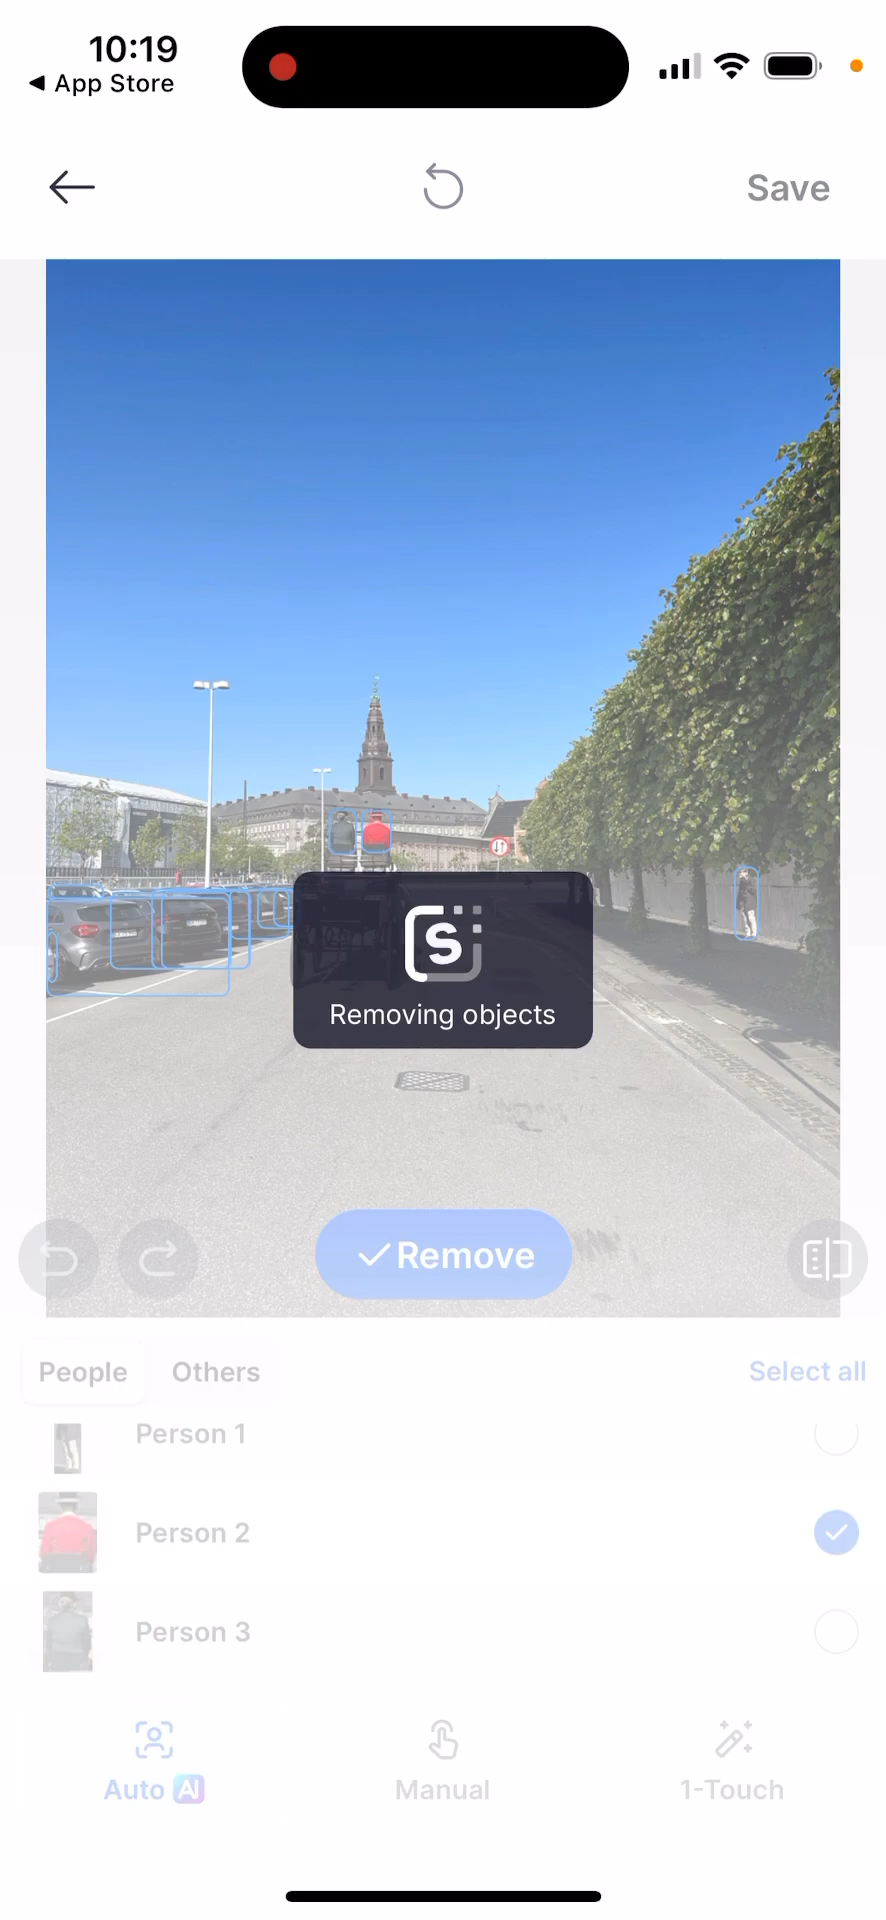 10:19
App Store
Save
S
Removing objects
Remove
People
Others
Select all
Person 1
Person 2
Person 3
Auto AI
Manual
1-Touch